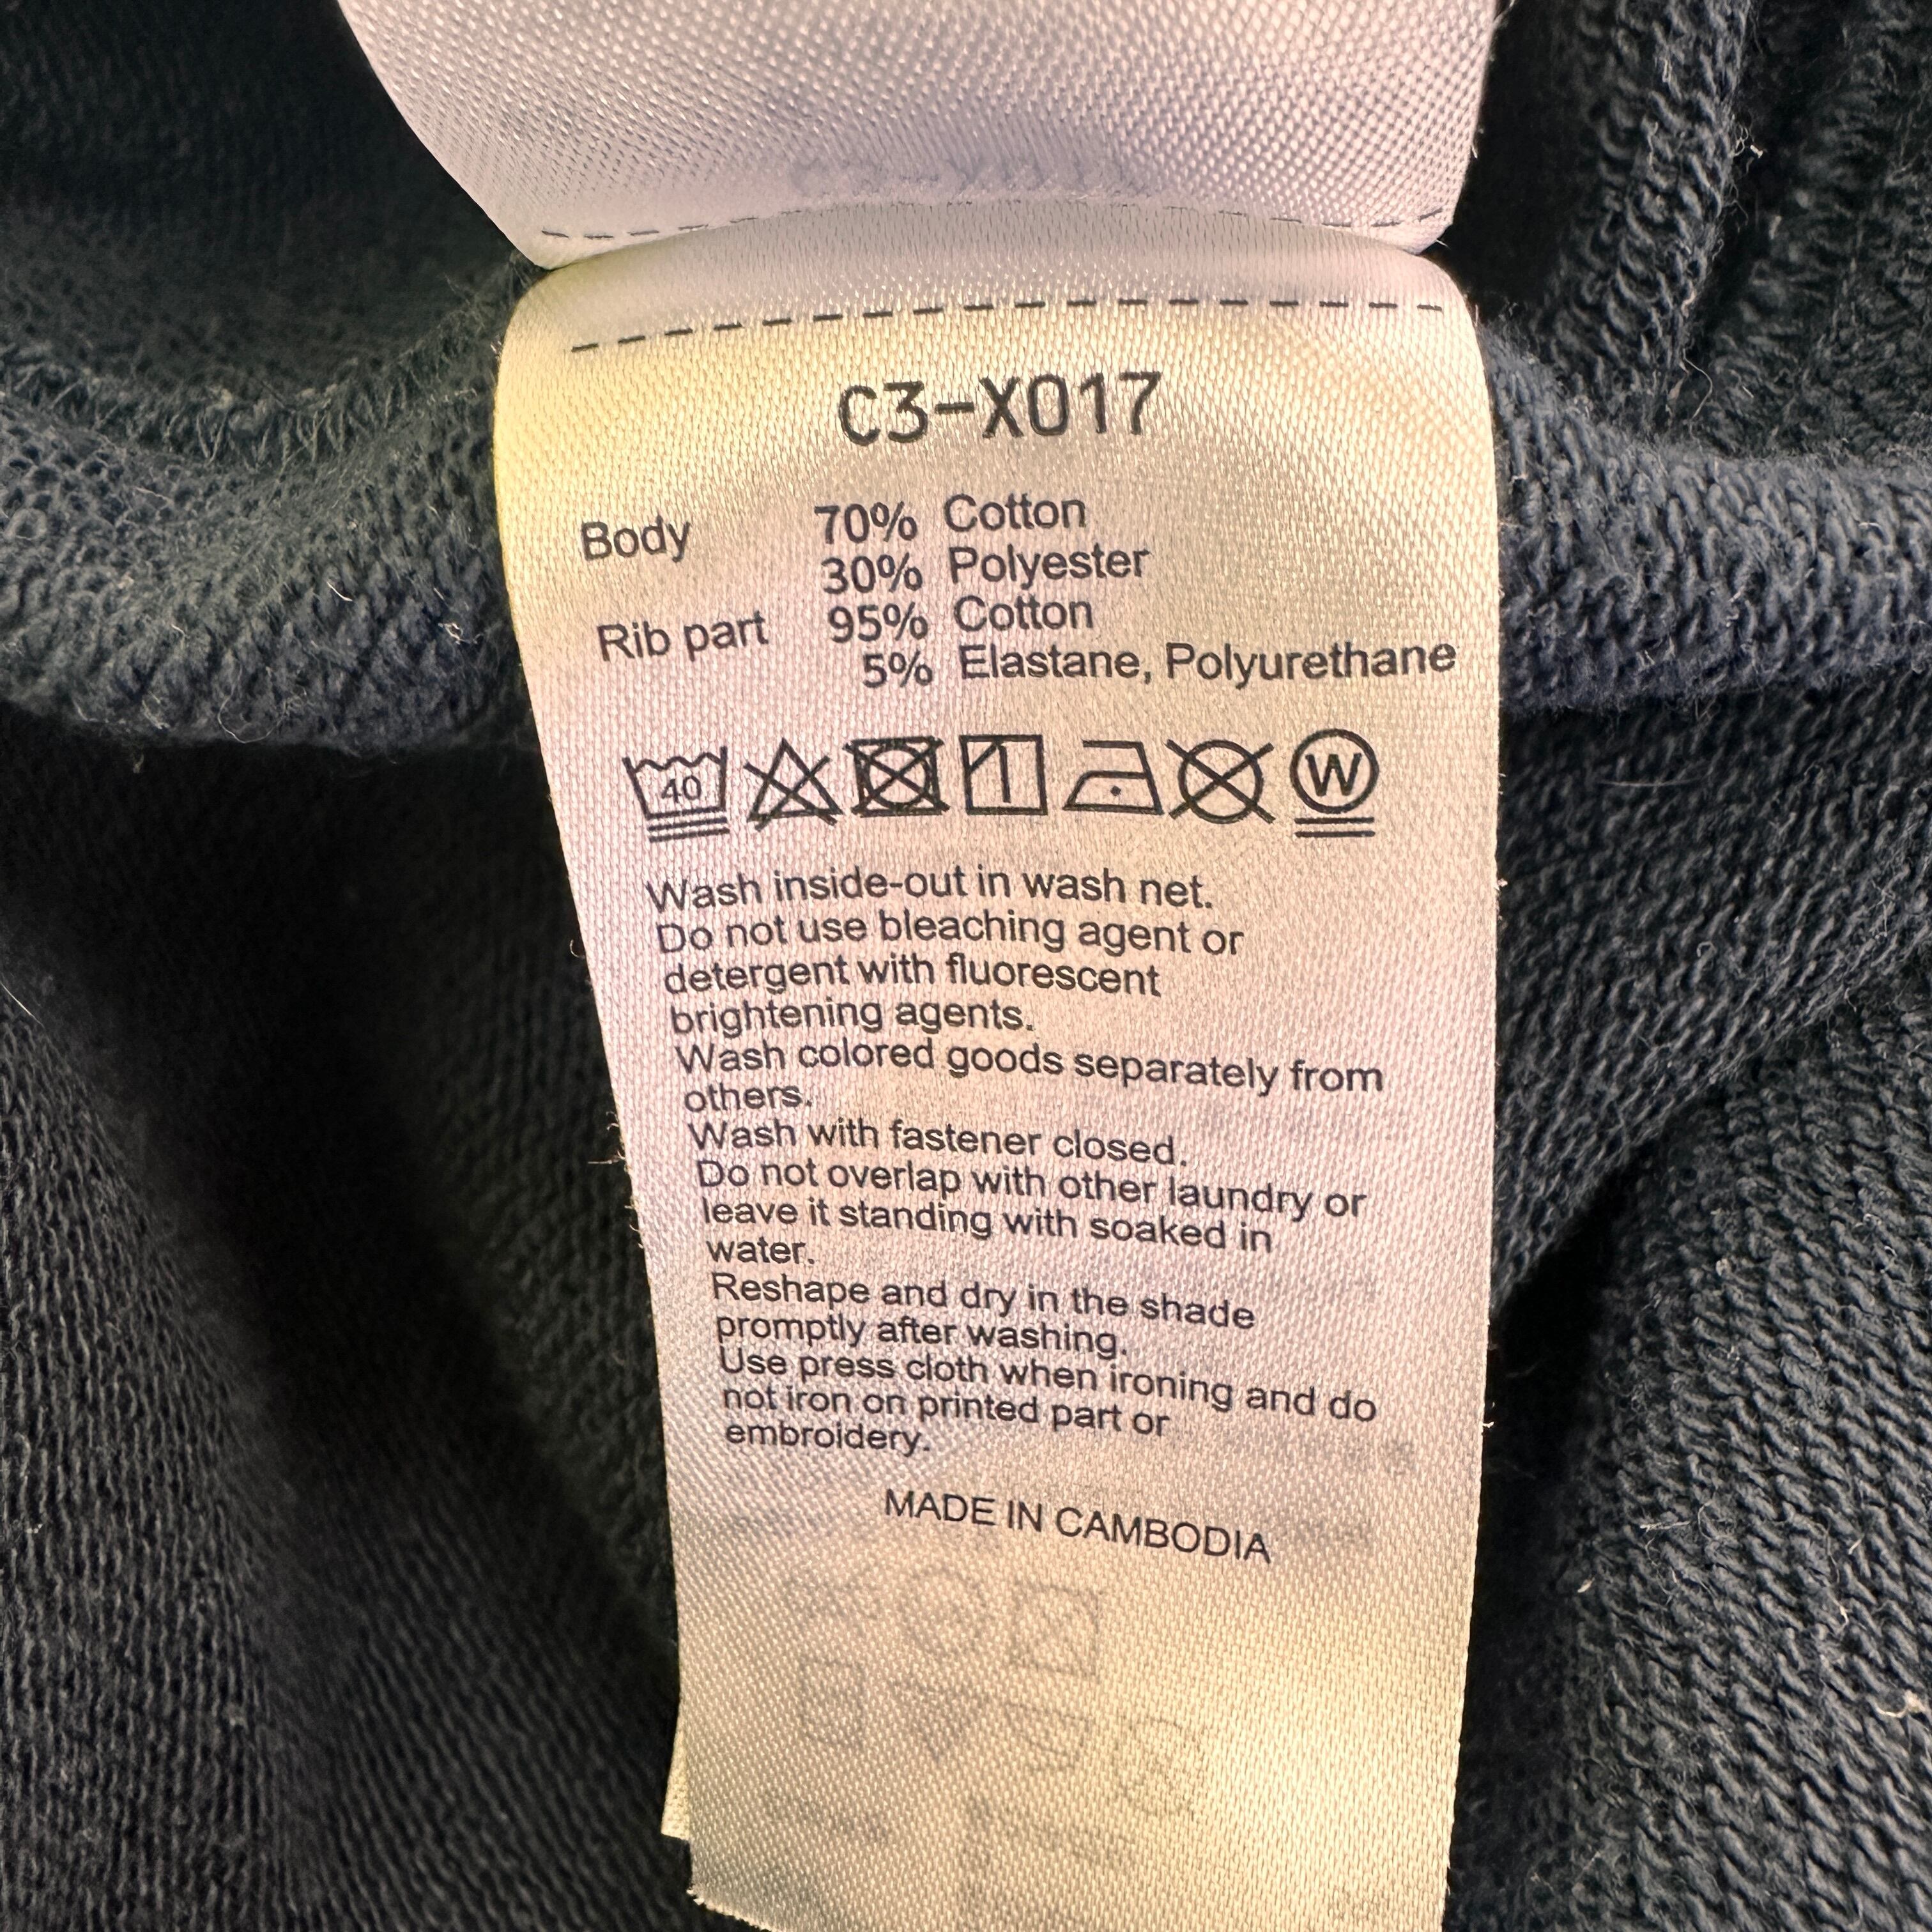 C3-X017
Body 70% Cotton
30% Polyester
Rib part 95% Cotton
5% Elastane, Polyurethane
40 W
Wash inside-out in wash net.
Do not use bleaching agent or
detergent with fluorescent
brightening agents.
Wash colored goods separately from
others.
Wash with fastener closed.
Do not overlap with other laundry or
leave it standing with soaked in
water.
Reshape and dry in the shade
promptly after washing.
Use press cloth when ironing and do
not iron on printed part or
embroidery.
MADE IN CAMBODIA